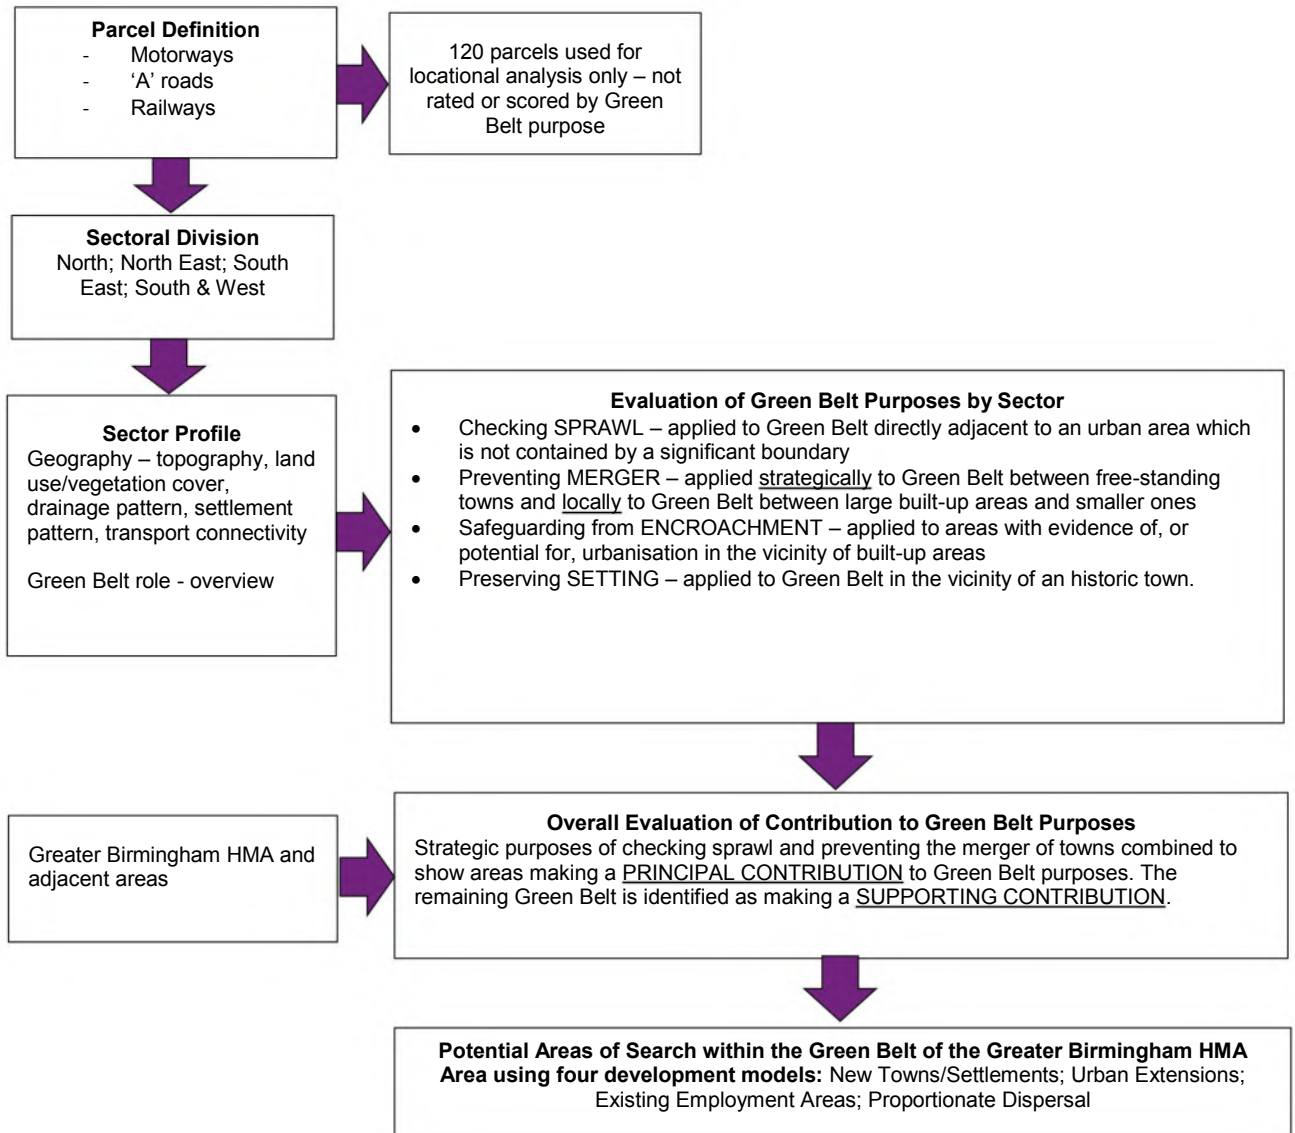 Parcel Definition
- Motorways
- ‘A’ roads
- Railways
120 parcels used for
locational analysis only – not
rated or scored by Green
Belt purpose
Sectoral Division
North; North East; South
East; South & West
Sector Profile
Geography – topography, land
use/vegetation cover,
drainage pattern, settlement
pattern, transport connectivity
Green Belt role - overview
Evaluation of Green Belt Purposes by Sector
• Checking SPRAWL – applied to Green Belt directly adjacent to an urban area which
is not contained by a significant boundary
• Preventing MERGER – applied strategically to Green Belt between free-standing
towns and locally to Green Belt between large built-up areas and smaller ones
• Safeguarding from ENCROACHMENT – applied to areas with evidence of, or
potential for, urbanisation in the vicinity of built-up areas
• Preserving SETTING – applied to Green Belt in the vicinity of an historic town.
Greater Birmingham HMA and
adjacent areas
Overall Evaluation of Contribution to Green Belt Purposes
Strategic purposes of checking sprawl and preventing the merger of towns combined to
show areas making a PRINCIPAL CONTRIBUTION to Green Belt purposes. The
remaining Green Belt is identified as making a SUPPORTING CONTRIBUTION.
Potential Areas of Search within the Green Belt of the Greater Birmingham HMA
Area using four development models: New Towns/Settlements; Urban Extensions;
Existing Employment Areas; Proportionate Dispersal